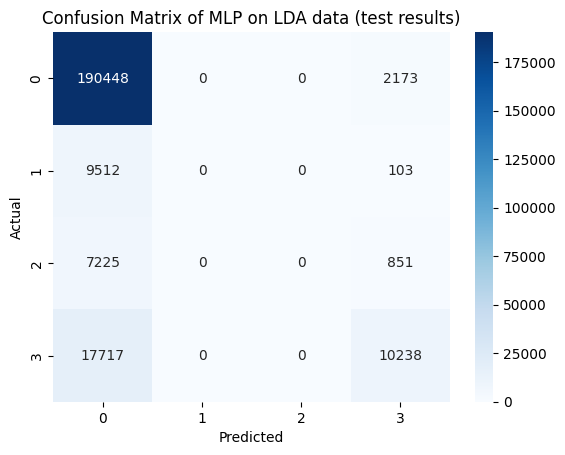 Confusion Matrix of MLP on LDA data (test results)
0 190448 0 0 2173
1 9512 0 0 103
2 7225 0 0 851
3 17717 0 0 10238
0 1 2 3
Predicted
Actual
175000
150000
125000
100000
75000
50000
25000
0